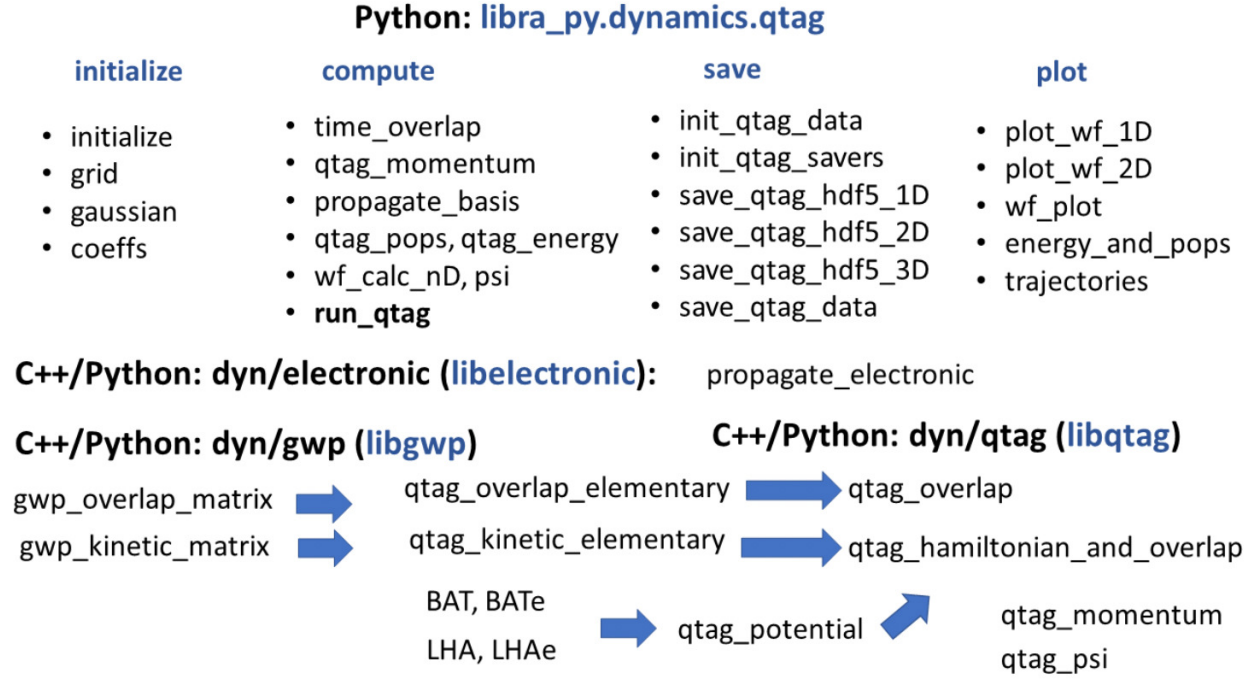 Python: libra_py.dynamics.qtag
initialize
• initialize
• grid
• gaussian
• coeffs
compute
• time_overlap
• qtag_momentum
• propagate_basis
• qtag_pops, qtag_energy
• wf_calc_nD, psi
• run_qtag
save
• init_qtag_data
• init_qtag_savers
• save_qtag_hdf5_1D
• save_qtag_hdf5_2D
• save_qtag_hdf5_3D
• save_qtag_data
plot
• plot_wf_1D
• plot_wf_2D
• wf_plot
• energy_and_pops
• trajectories
C++/Python: dyn/electronic (libelectronic): propagate_electronic
C++/Python: dyn/gwp (libgwp)
C++/Python: dyn/qtag (libqtag)
gwp_overlap_matrix qtag_overlap_elementary qtag_overlap
gwp_kinetic_matrix qtag_kinetic_elementary qtag_hamiltonian_and_overlap
BAT, BATe
LHA, LHAe
qtag_potential
qtag_momentum
qtag_psi